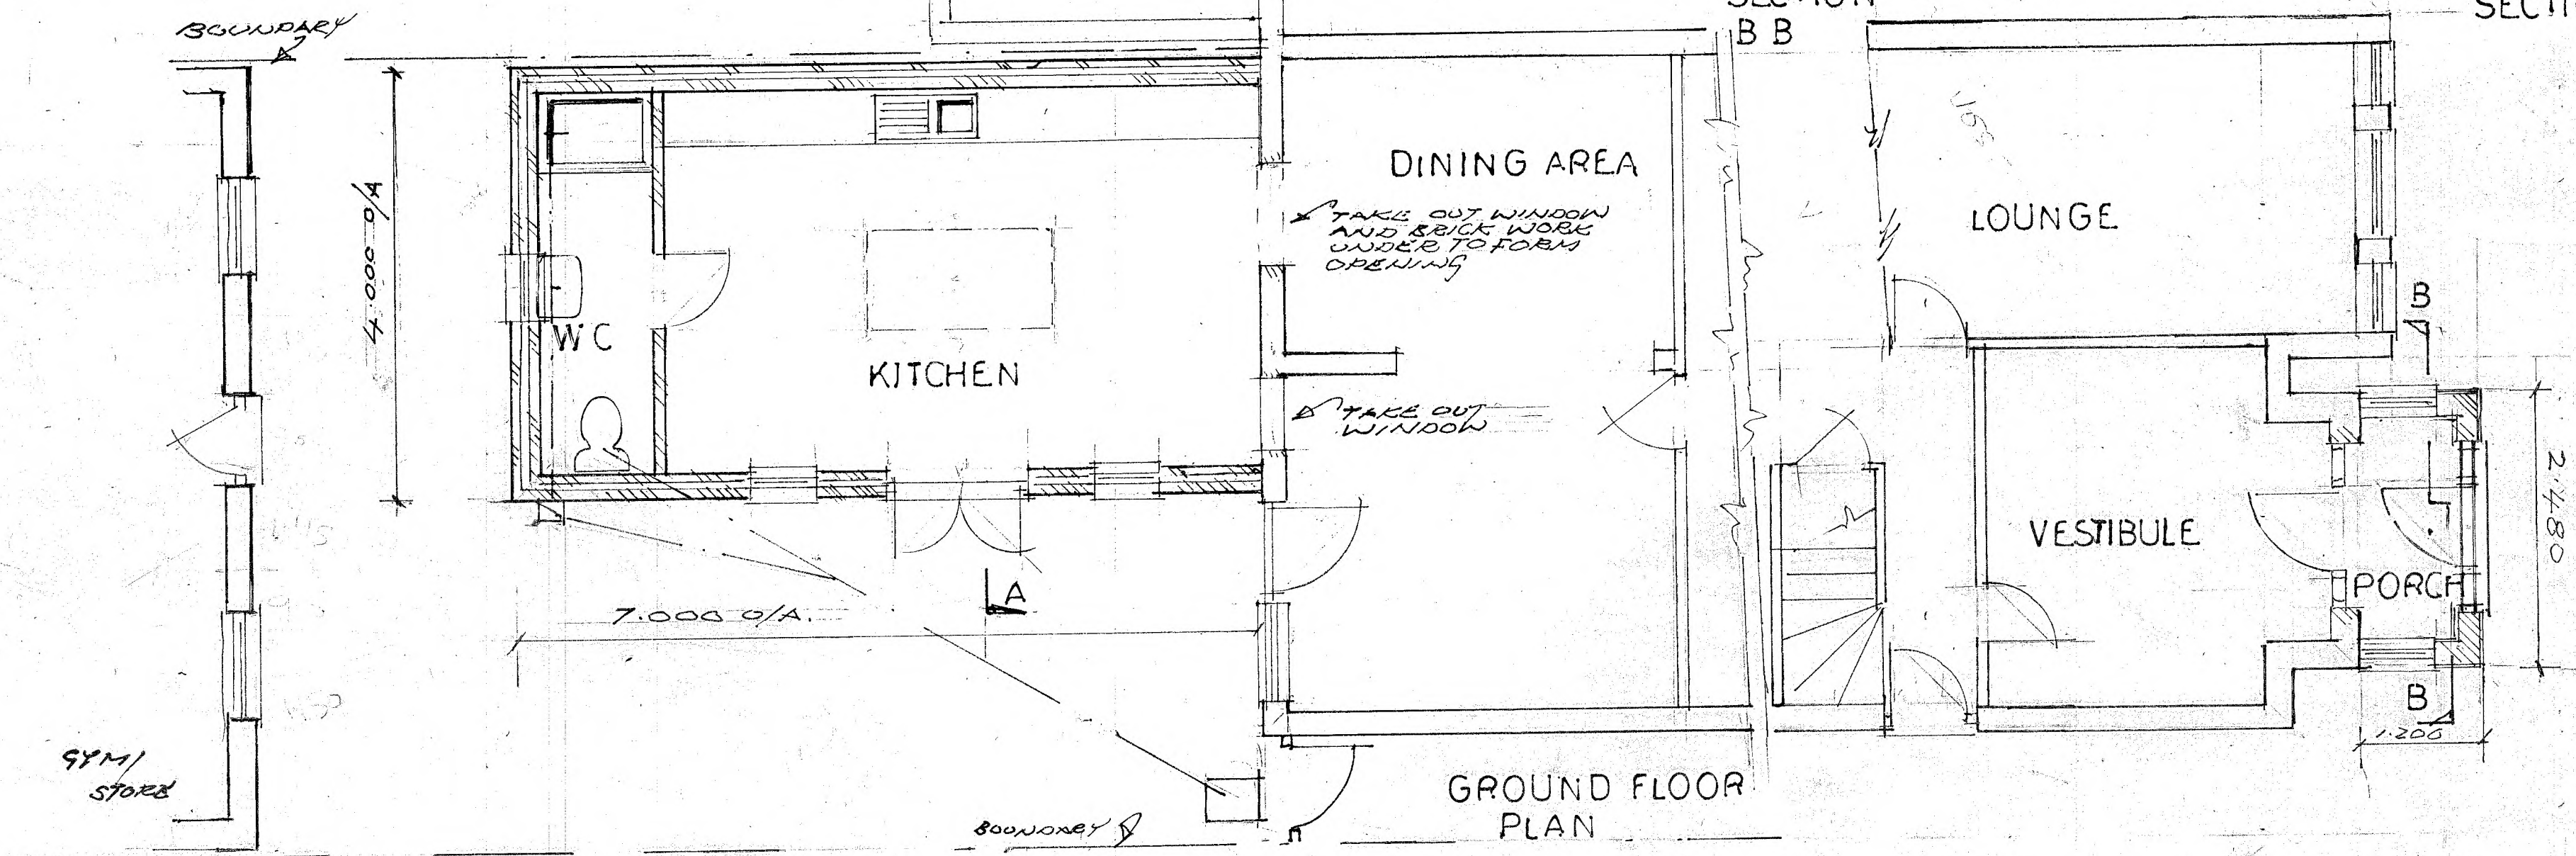 BOUNDARY
SECTION
B B
SECTI
4.000 O/A
DINING AREA
TAKE OUT WINDOW
AND BRICK WORK
UNDER TO FORM
OPENING
LOUNGE
WC
KITCHEN
B
TAKE OUT
WINDOW
VESTIBULE
2.480
PORCH
A
7.000 O/A.
B
1.200
GYM/
STORE
GROUND FLOOR
PLAN
BOUNDARY